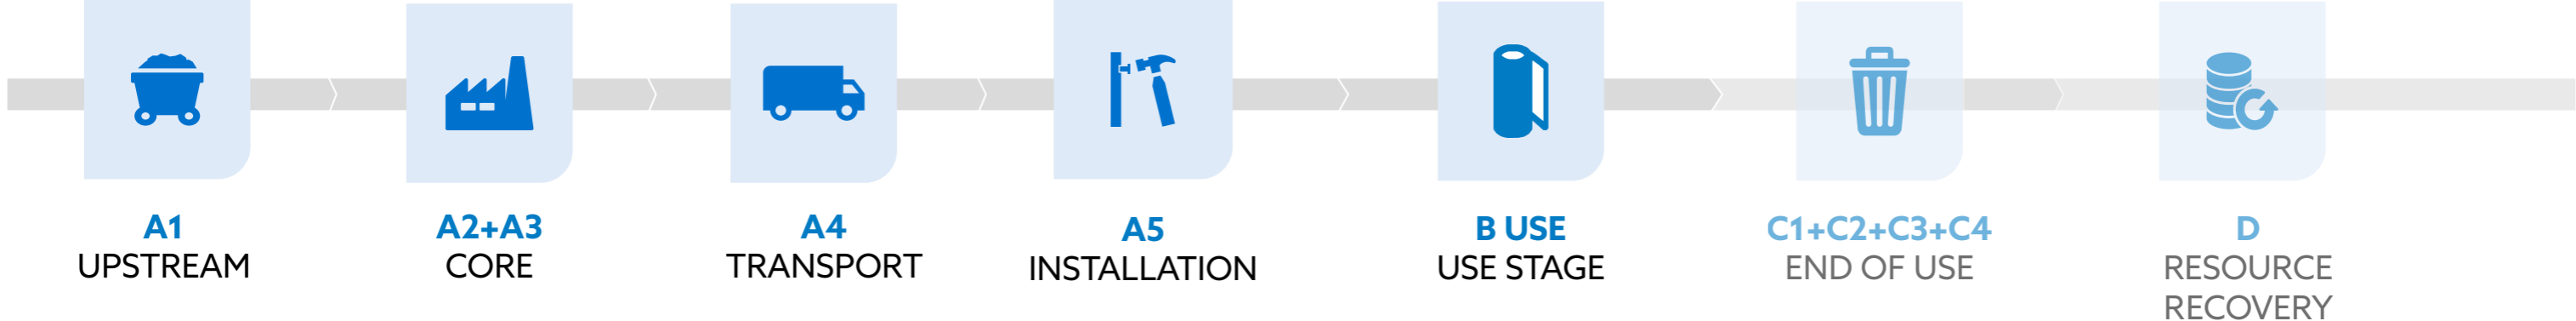 A1
UPSTREAM
A2+A3
CORE
A4
TRANSPORT
A5
INSTALLATION
B USE
USE STAGE
C1+C2+C3+C4
END OF USE
D
RESOURCE
RECOVERY